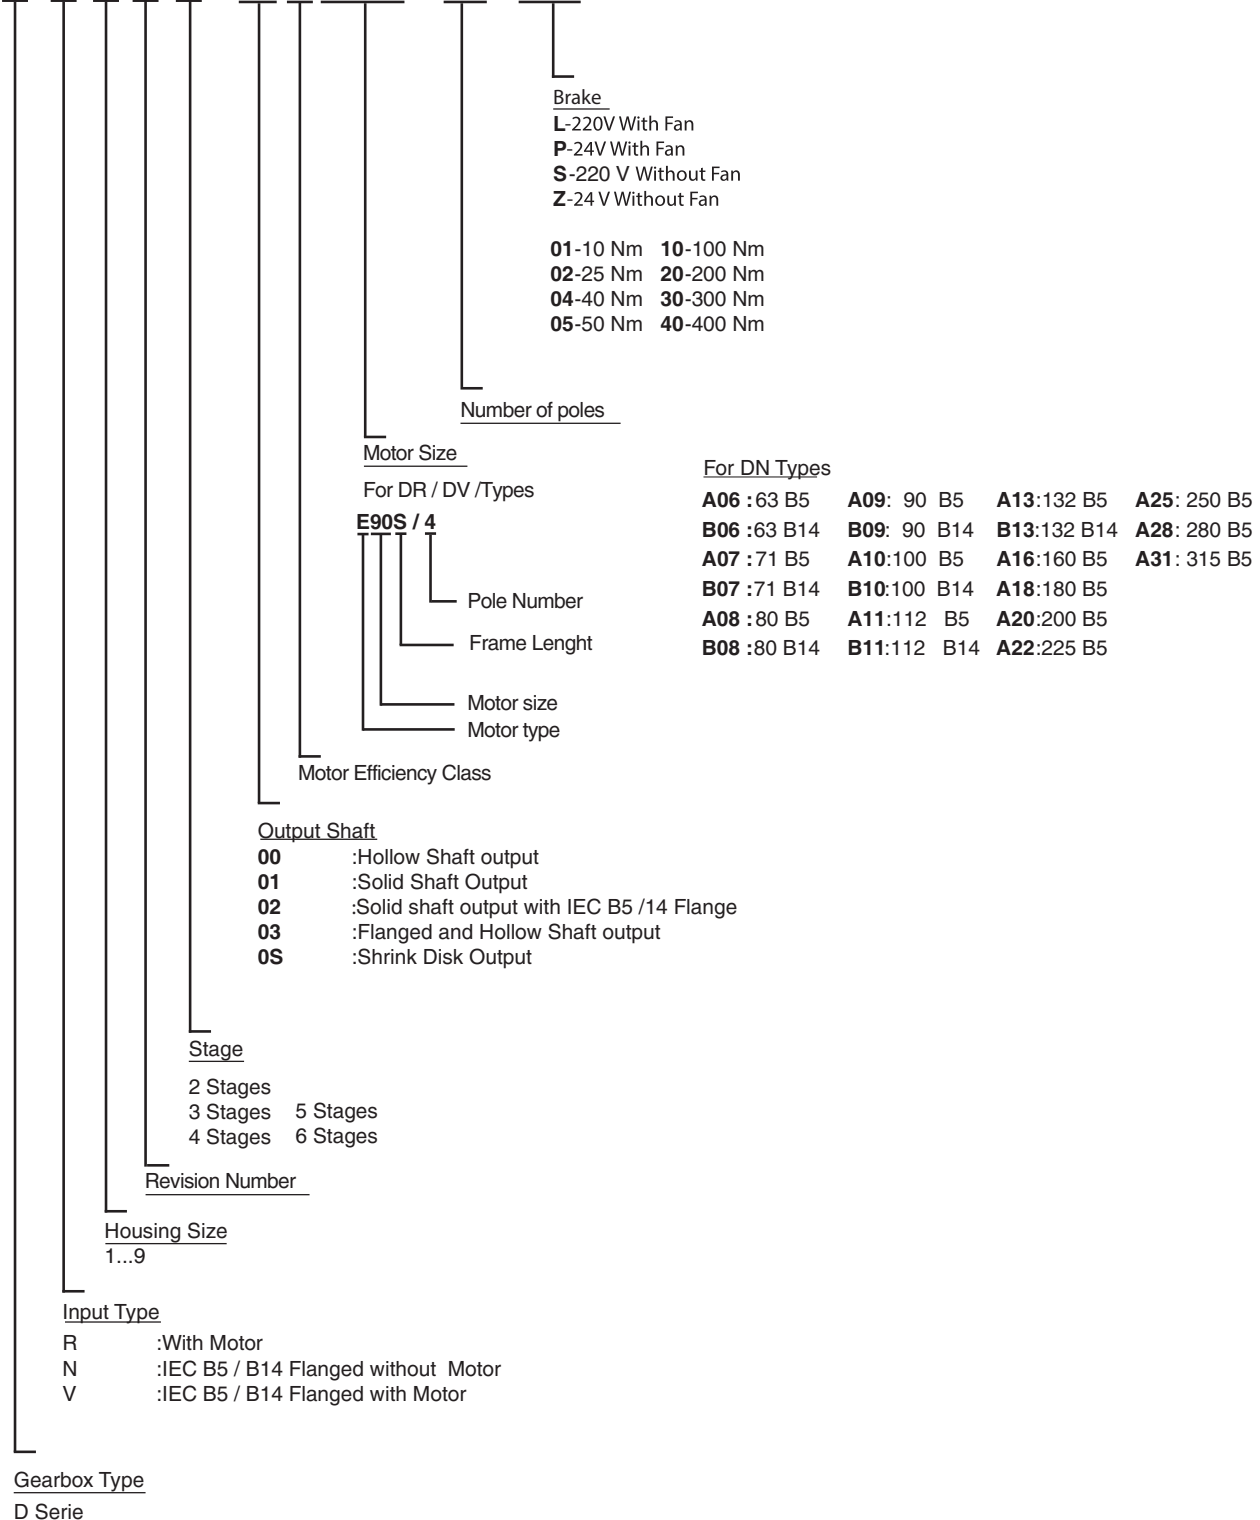 Brake
L-220V With Fan
P-24V With Fan
S-220 V Without Fan
Z-24 V Without Fan
01-10 Nm 10-100 Nm
02-25 Nm 20-200 Nm
04-40 Nm 30-300 Nm
05-50 Nm 40-400 Nm
Number of poles
Motor Size
For DR / DV /Types
E90S / 4
Pole Number
Frame Lenght
Motor size
Motor type
For DN Types
A06 : 63 B5 A09: 90 B5 A13:132 B5 A25: 250 B5
B06 :63 B14 B09: 90 B14 B13:132 B14 A28: 280 B5
A07 : 71 B5 A10:100 B5 A16:160 B5 A31: 315 B5
B07 :71 B14 B10:100 B14 A18:180 B5
A08 : 80 B5 A11:112 B5 A20:200 B5
B08 :80 B14 B11:112 B14 A22:225 B5
Motor Efficiency Class
Output Shaft
00 :Hollow Shaft output
01 :Solid Shaft Output
02 :Solid shaft output with IEC B5 /14 Flange
03 :Flanged and Hollow Shaft output
0S :Shrink Disk Output
Stage
2 Stages
3 Stages 5 Stages
4 Stages 6 Stages
Revision Number
Housing Size
1...9
Input Type
R :With Motor
N :IEC B5 / B14 Flanged without Motor
V :IEC B5 / B14 Flanged with Motor
Gearbox Type
D Serie